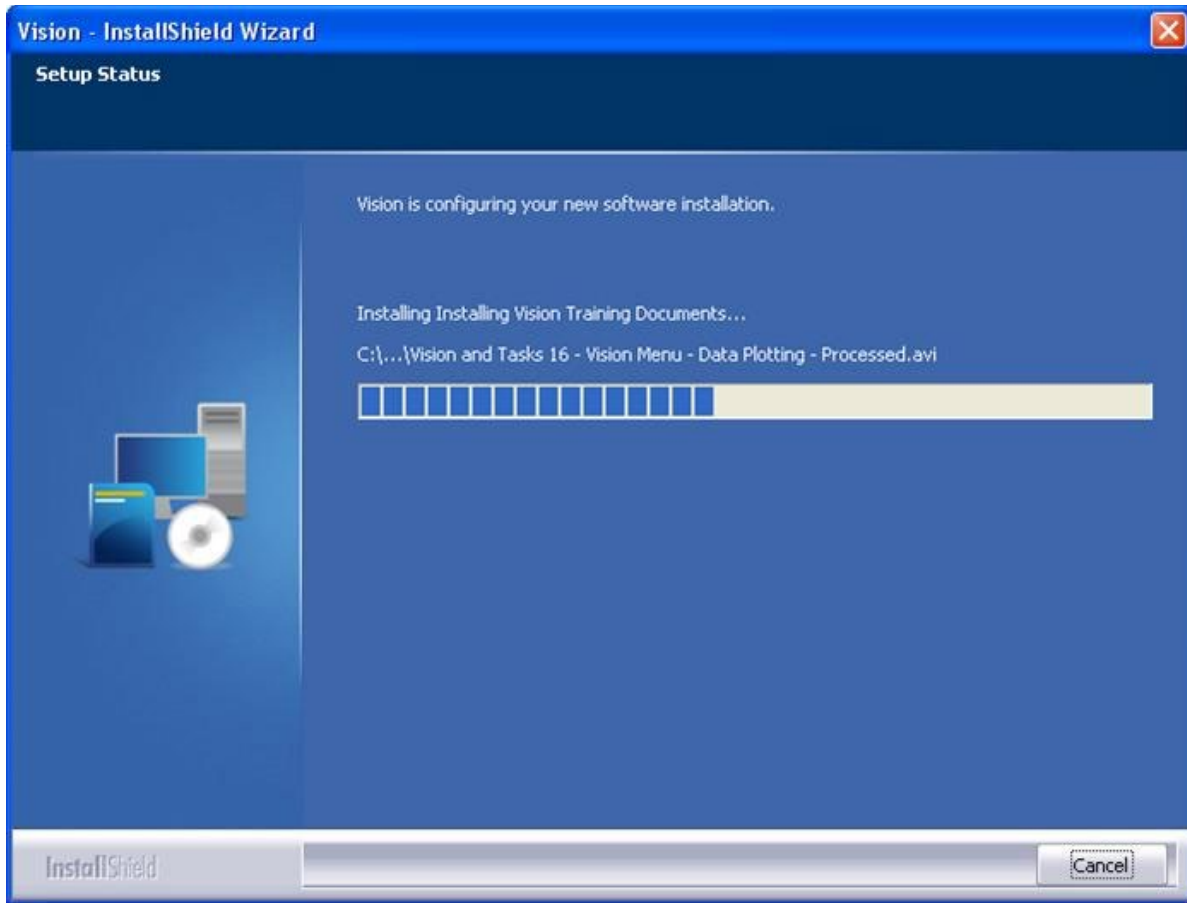 Vision - InstallShield Wizard
Setup Status
Vision is configuring your new software installation.
Installing Installing Vision Training Documents...
C:\...\Vision and Tasks 16 - Vision Menu - Data Plotting - Processed.avi
InstallShield
Cancel